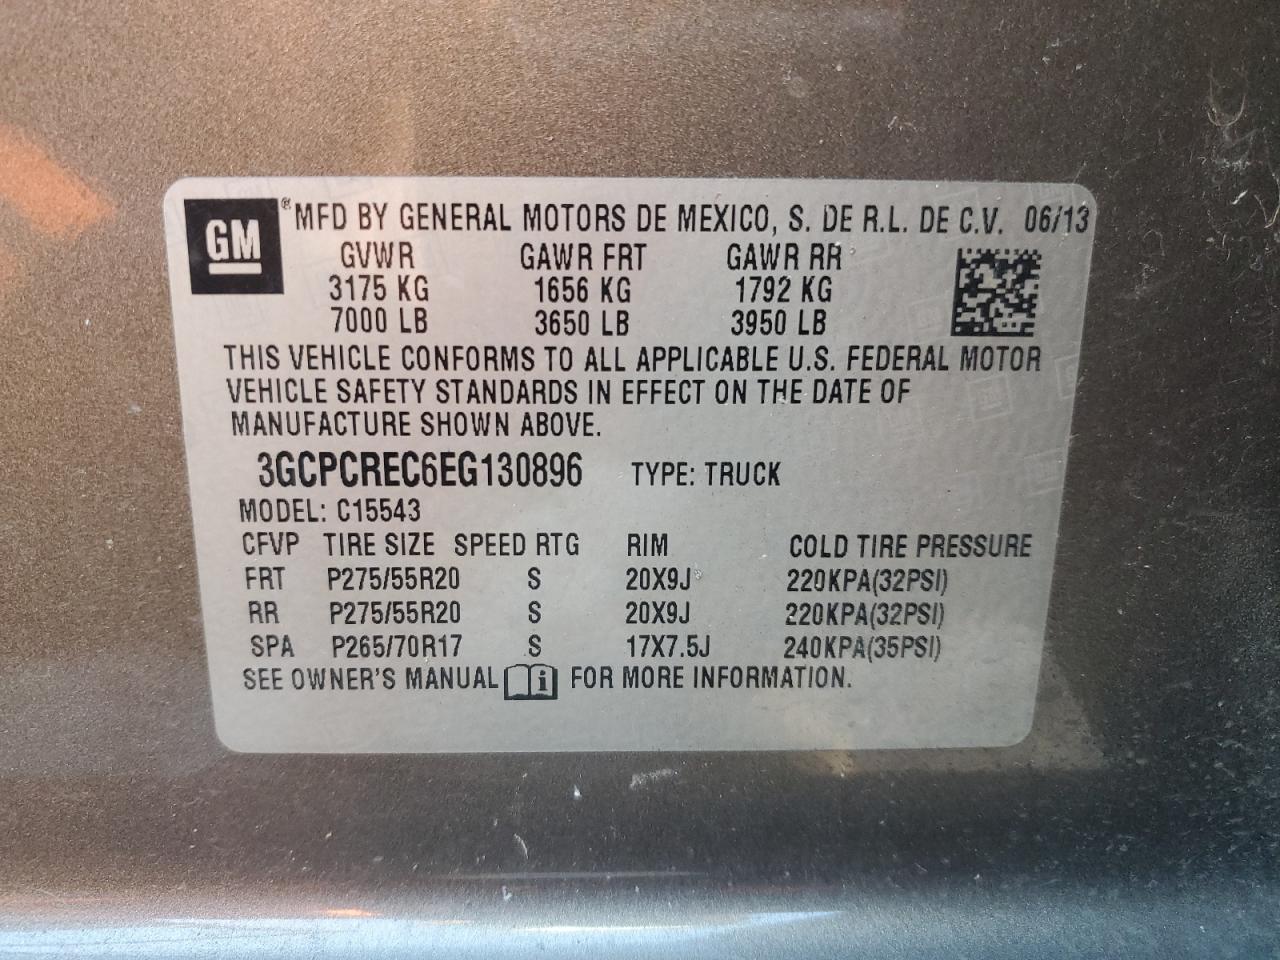 GM ® MFD BY GENERAL MOTORS DE MEXICO, S. DE R.L. DE C.V. 06/13
GVWR GAWR FRT GAWR RR
3175 KG 1656 KG 1792 KG
7000 LB 3650 LB 3950 LB
THIS VEHICLE CONFORMS TO ALL APPLICABLE U.S. FEDERAL MOTOR
VEHICLE SAFETY STANDARDS IN EFFECT ON THE DATE OF
MANUFACTURE SHOWN ABOVE.
3GCPCREC6EG130896 TYPE: TRUCK
MODEL: C15543
CFVP TIRE SIZE SPEED RTG RIM COLD TIRE PRESSURE
FRT P275/55R20 S 20X9J 220KPA(32PSI)
RR P275/55R20 S 20X9J 220KPA(32PSI)
SPA P265/70R17 S 17X7.5J 240KPA(35PSI)
SEE OWNER'S MANUAL i FOR MORE INFORMATION.